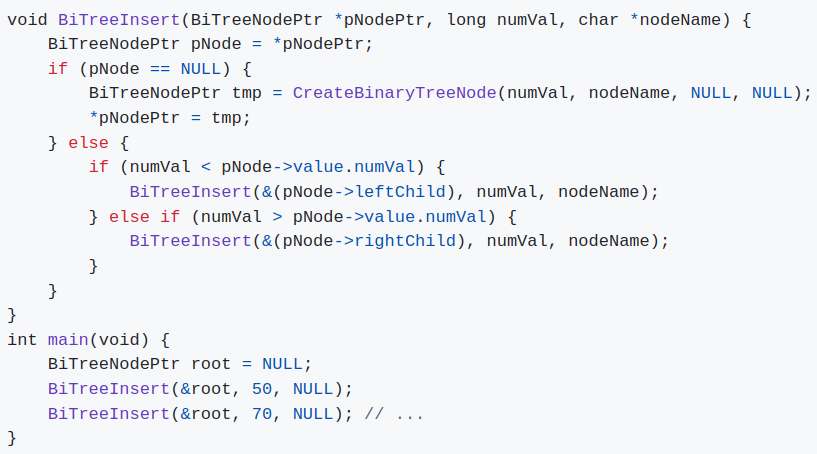 void BiTreeInsert(BiTreeNodePtr *pNodePtr, long numVal, char *nodeName) {
    BiTreeNodePtr pNode = *pNodePtr;
    if (pNode == NULL) {
        BiTreeNodePtr tmp = CreateBinaryTreeNode(numVal, nodeName, NULL, NULL);
        *pNodePtr = tmp;
    } else {
        if (numVal < pNode->value.numVal) {
            BiTreeInsert(&(pNode->leftChild), numVal, nodeName);
        } else if (numVal > pNode->value.numVal) {
            BiTreeInsert(&(pNode->rightChild), numVal, nodeName);
        }
    }
}
int main(void) {
    BiTreeNodePtr root = NULL;
    BiTreeInsert(&root, 50, NULL);
    BiTreeInsert(&root, 70, NULL); // ...
}